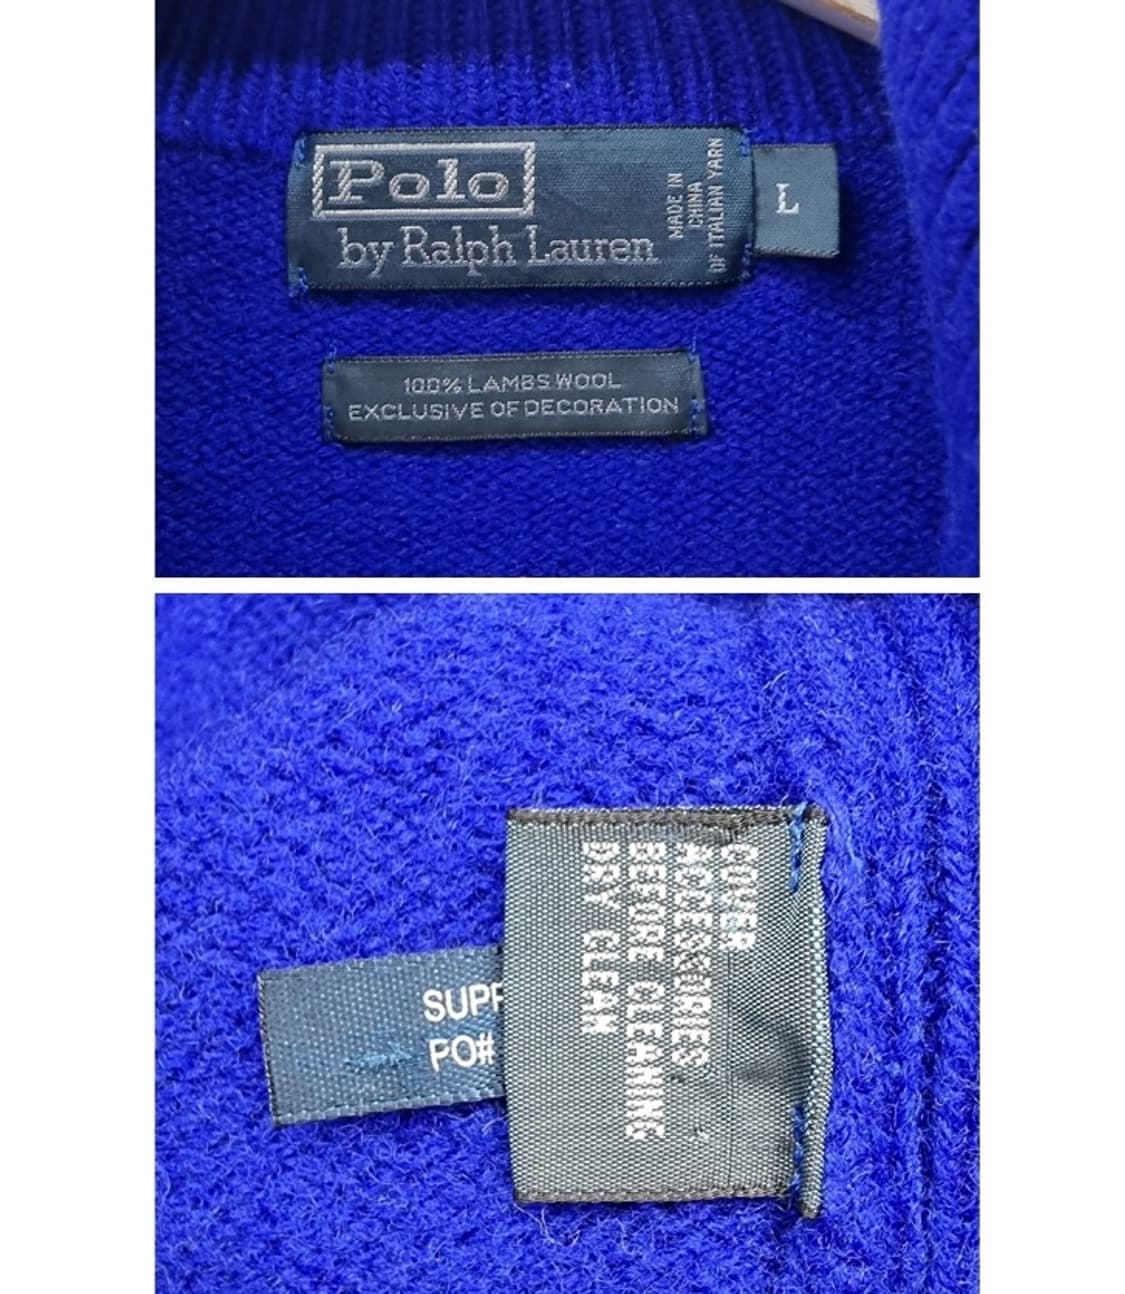 Polo
by Ralph Lauren
MADE IN
CHINA
OF ITALIAN YARN
L
100% LAMBS WOOL
EXCLUSIVE OF DECORATION
COVER
ACCESSORIES
BEFORE CLEANING
DRY CLEAN
SUPP
PO#